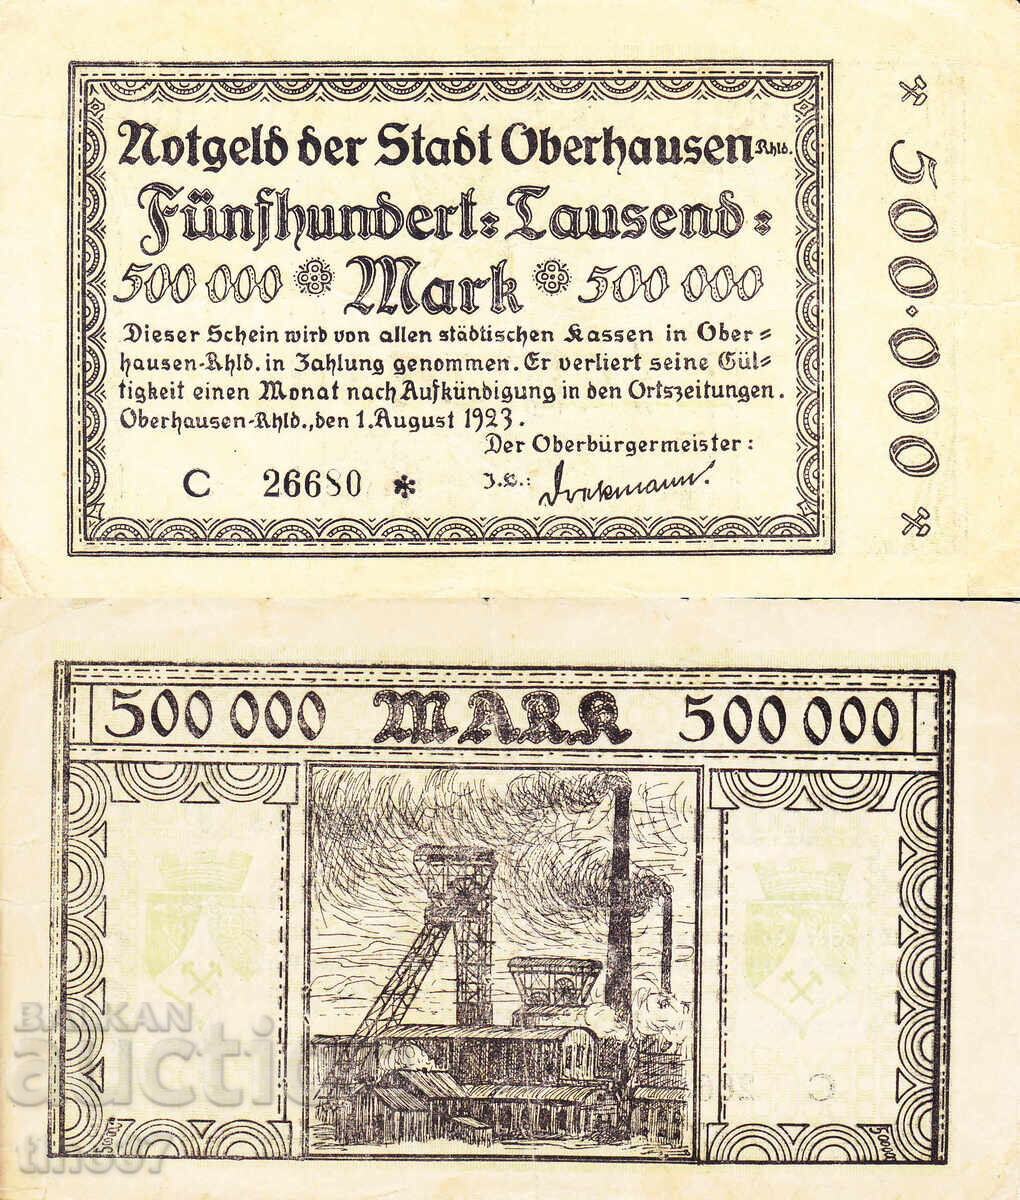 Notgeld der Stadt Oberhausen Rhld.
Fünfhundert: Tausend:
500 000 Mark 500 000
Dieser Schein wird von allen städtischen Kassen in Ober=
hausen-Rhld. in Zahlung genommen. Er verliert seine Gül=
tigkeit einen Monat nach Aufkündigung in den Ortszeitungen.
Oberhausen-Rhld., den 1. August 1923.
Der Oberbürgermeister:
C 26680 *
J.V.:
500.000
500 000 MARK 500 000
BALKAN
auction
500000